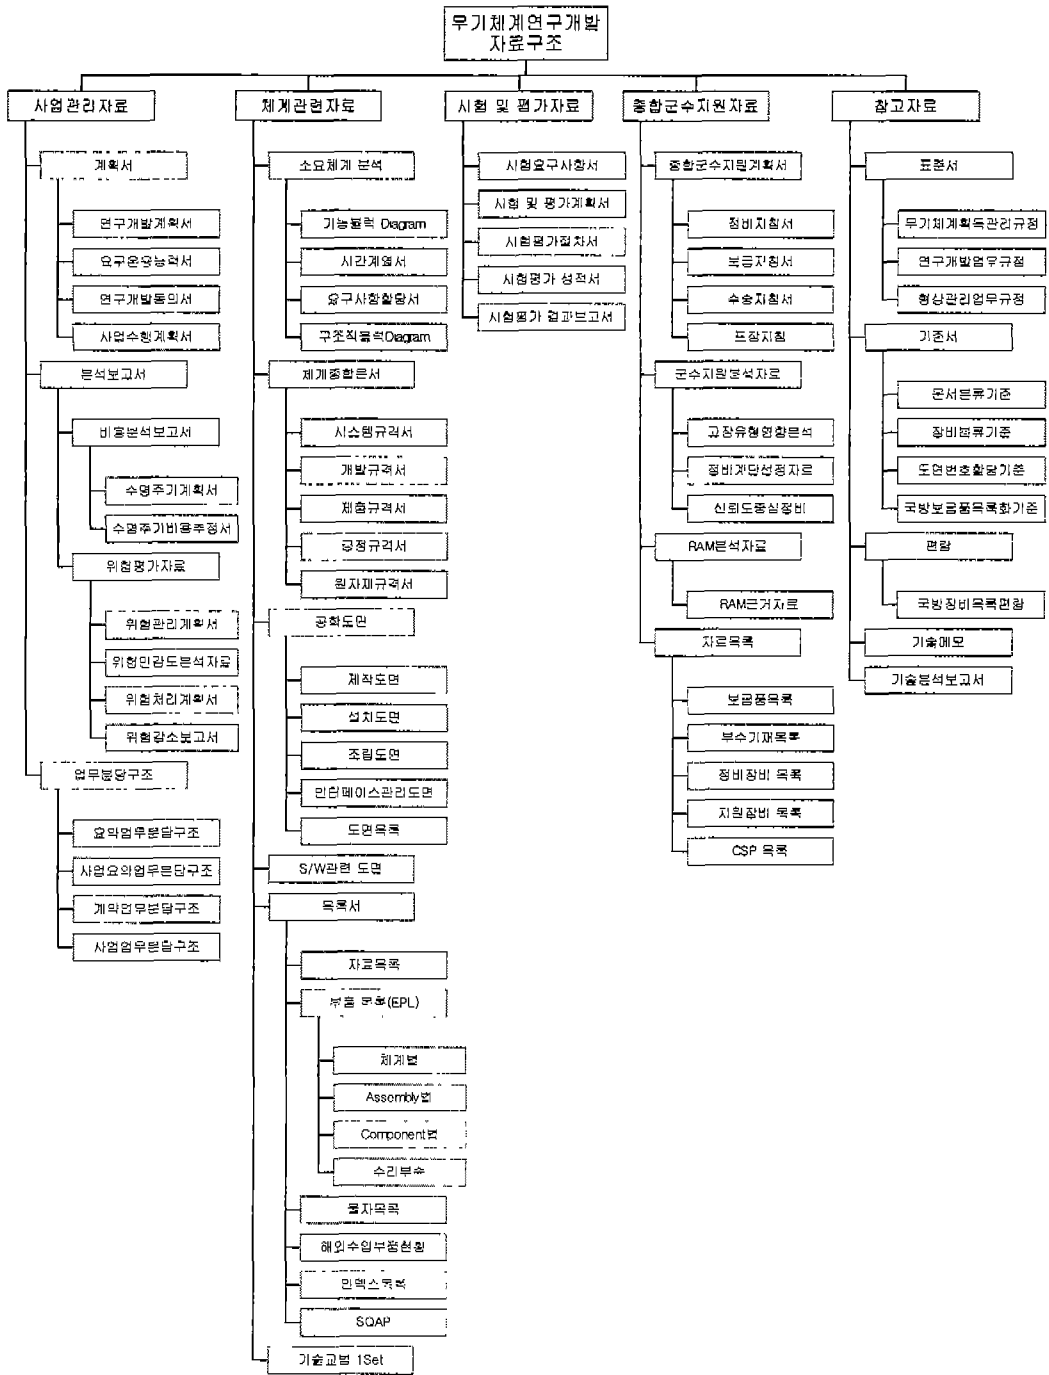 무기체계연구개발
자료구조
사업관리자료
계획서
연구개발계획서
요구운용능력서
연구개발동의서
사업수행계획서
분석보고서
비용분석보고서
수명주기계획서
수명주기비용추정서
위험평가자료
위험관리계획서
위험민감도분석자료
위험처리계획서
위험감소보고서
업무분담구조
요약업무분담구조
사업요약업무분담구조
계약업무분담구조
사업업무분담구조
체계관련자료
소요체계 분석
기능블럭 Diagram
시간계열서
요구사항할당서
구조적블럭Diagram
체계종합문서
시스템규격서
개발규격서
제품규격서
공정규격서
원자재규격서
공학도면
제작도면
설치도면
조립도면
인터페이스관리도면
도면목록
S/W관련 도면
목록서
자료목록
부품 목록(EPL)
체계별
Assembly별
Component별
수리부속
물자목록
해외수입부품현황
인덱스목록
SQAP
기술교범 1Set
시험 및 평가자료
시험요구사항서
시험 및 평가계획서
시험평가절차서
시험평가 성적서
시험평가 결과보고서
종합군수지원자료
종합군수지원계획서
정비지침서
보급지침서
수송지침서
포장지침
군수지원분석자료
고장유형영향분석
정비계단설정자료
신뢰도중심정비
RAM분석자료
RAM근거자료
자료목록
보급품목록
부수기재목록
정비장비 목록
지원장비 목록
CSP 목록
참고자료
표준서
무기체계획득관리규정
연구개발업무규정
형상관리업무규정
기준서
문서분류기준
장비분류기준
도면번호할당기준
국방보급품목록화기준
편람
국방장비목록편람
기술메모
기술분석보고서